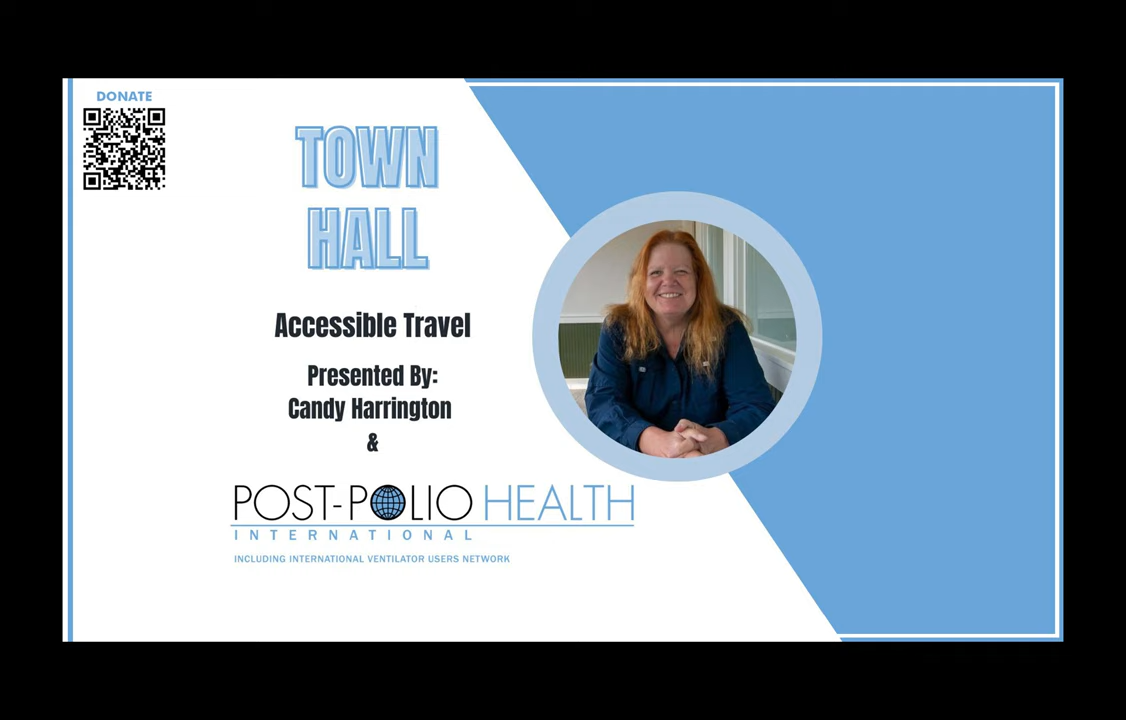 DONATE
TOWN
HALL
Accessible Travel
Presented By:
Candy Harrington
&
POST-POLIO HEALTH
INTERNATIONAL
INCLUDING INTERNATIONAL VENTILATOR USERS NETWORK